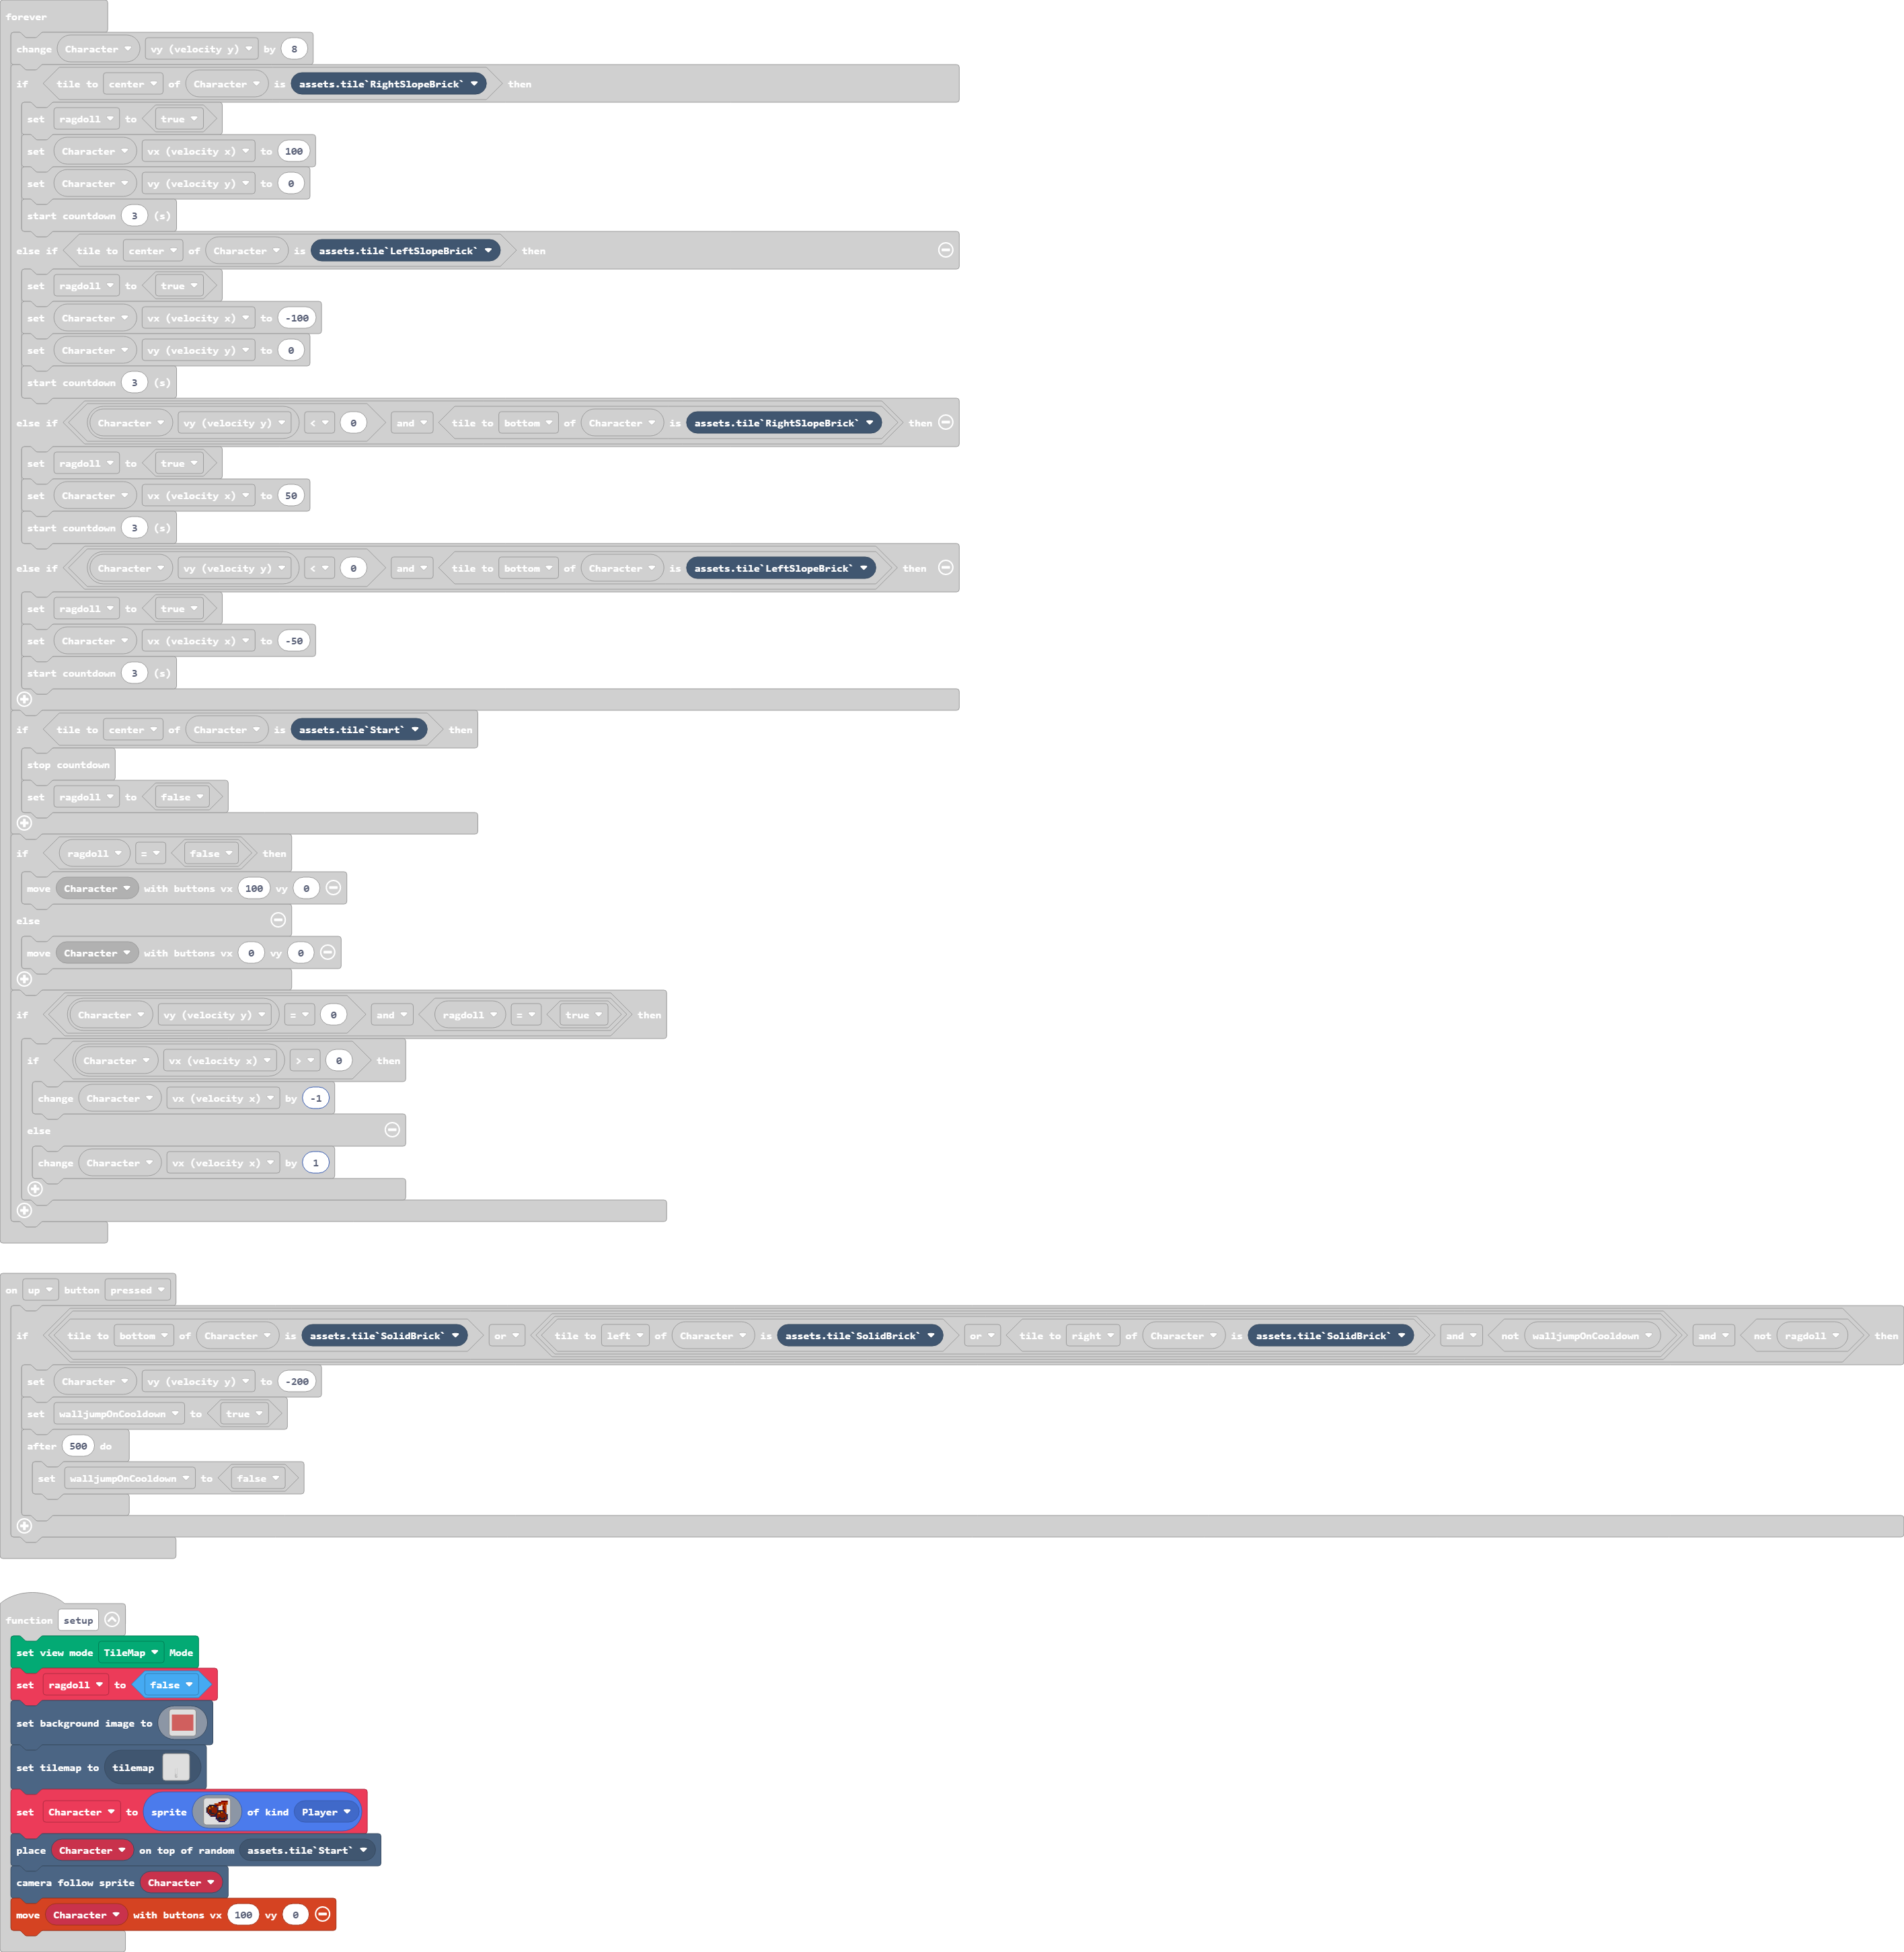 forever
change Character vy (velocity y) by 8
if tile to center of Character is assets.tile`RightSlopeBrick` then
set ragdoll to true
set Character vx (velocity x) to 100
set Character vy (velocity y) to 0
start countdown 3 (s)
else if tile to center of Character is assets.tile`LeftSlopeBrick` then
set ragdoll to true
set Character vx (velocity x) to -100
set Character vy (velocity y) to 0
start countdown 3 (s)
else if Character vy (velocity y) < 0 and tile to bottom of Character is assets.tile`RightSlopeBrick` then
set ragdoll to true
set Character vx (velocity x) to 50
start countdown 3 (s)
else if Character vy (velocity y) < 0 and tile to bottom of Character is assets.tile`LeftSlopeBrick` then
set ragdoll to true
set Character vx (velocity x) to -50
start countdown 3 (s)
if tile to center of Character is assets.tile`Start` then
stop countdown
set ragdoll to false
if ragdoll = false then
move Character with buttons vx 100 vy 0
else
move Character with buttons vx 0 vy 0
if Character vy (velocity y) = 0 and ragdoll = true then
if Character vx (velocity x) > 0 then
change Character vx (velocity x) by -1
else
change Character vx (velocity x) by 1
on up button pressed
if tile to bottom of Character is assets.tile`SolidBrick` or tile to left of Character is assets.tile`SolidBrick` or tile to right of Character is assets.tile`SolidBrick` and not walljumpOnCooldown and not ragdoll then
set Character vy (velocity y) to -200
set walljumpOnCooldown to true
after 500 do
set walljumpOnCooldown to false
function setup
set view mode TileMap Mode
set ragdoll to false
set background image to
set tilemap to tilemap
set Character to sprite of kind Player
place Character on top of random assets.tile`Start`
camera follow sprite Character
move Character with buttons vx 100 vy 0